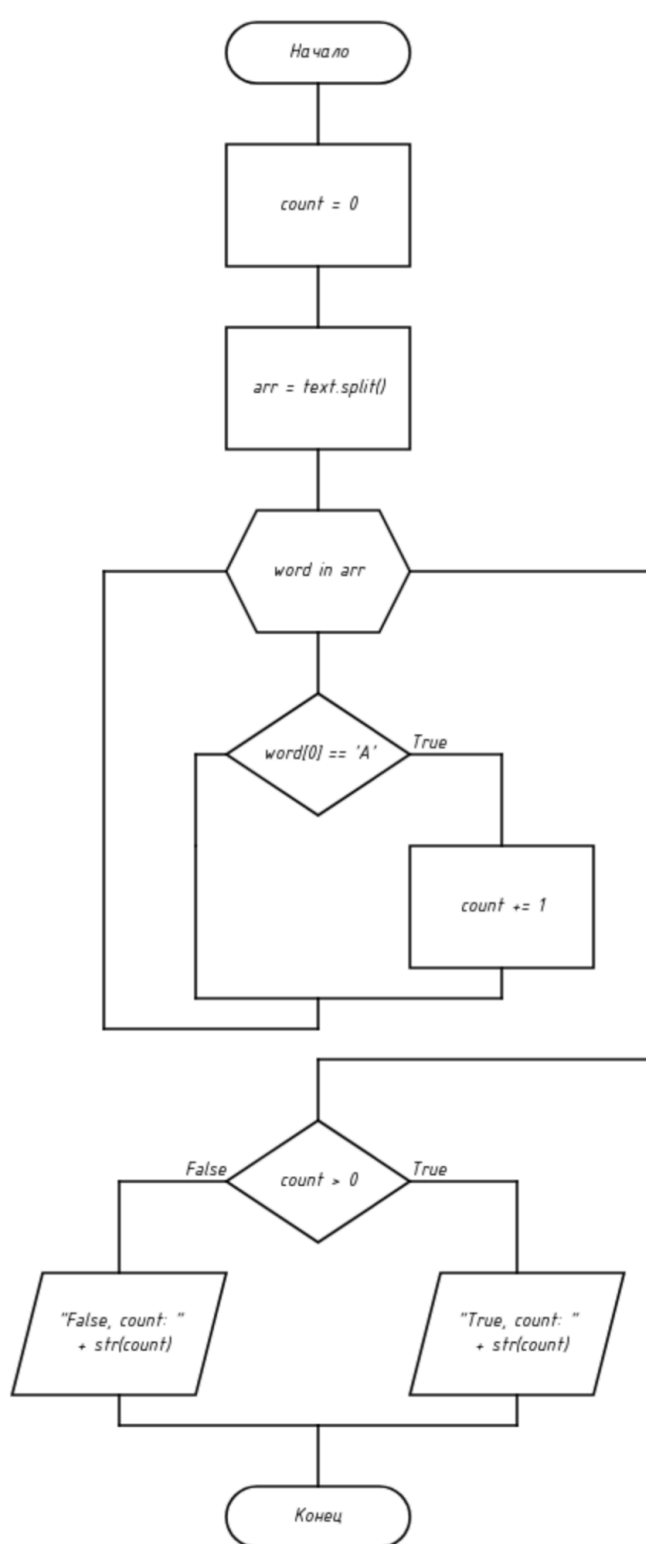 Начало
count = 0
arr = text.split()
word in arr
word[0] == 'A'
True
count += 1
count > 0
False
True
"False, count: "
+ str(count)
"True, count: "
+ str(count)
Конец